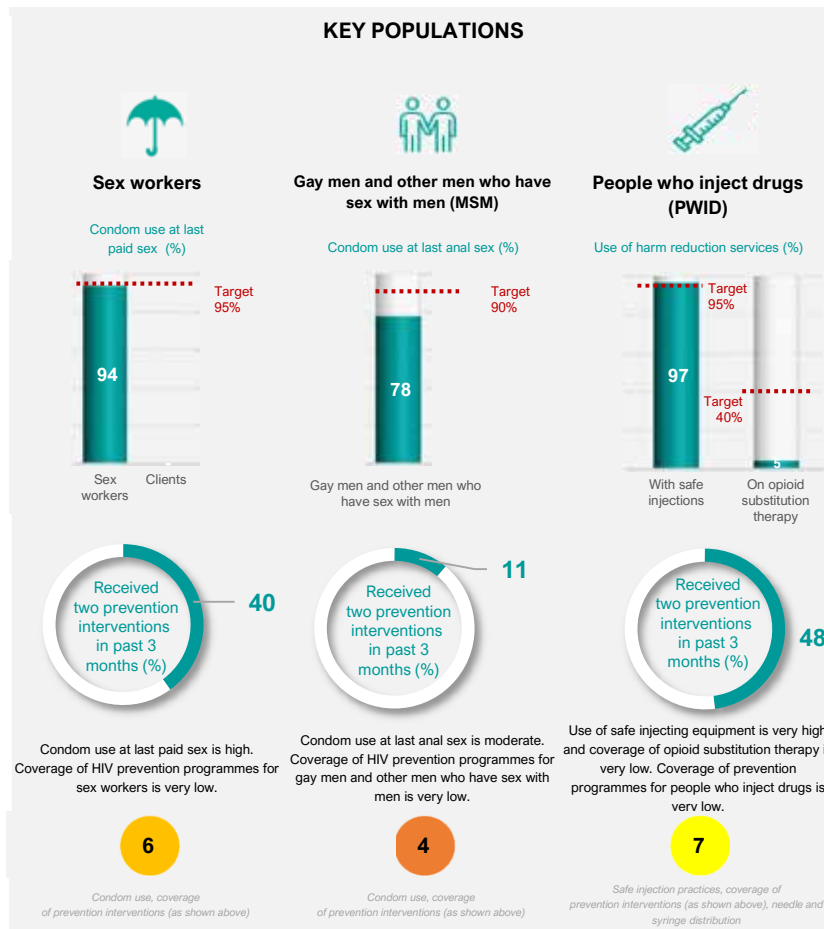 KEY POPULATIONS
Sex workers
Condom use at last
paid sex (%)
Target
95%
94
Sex
workers
Clients
Received
two prevention
interventions
in past 3
months (%)
40
Condom use at last paid sex is high.
Coverage of HIV prevention programmes for
sex workers is very low.
6
Condom use, coverage
of prevention interventions (as shown above)
Gay men and other men who have
sex with men (MSM)
Condom use at last anal sex (%)
Target
90%
78
Gay men and other men who
have sex with men
Received
two prevention
interventions
in past 3
months (%)
11
Condom use at last anal sex is moderate.
Coverage of HIV prevention programmes for
gay men and other men who have sex with
men is very low.
4
Condom use, coverage
of prevention interventions (as shown above)
People who inject drugs
(PWID)
Use of harm reduction services (%)
Target
95%
97
Target
40%
5
With safe
injections
On opioid
substitution
therapy
Received
two prevention
interventions
in past 3
months (%)
48
Use of safe injecting equipment is very high
and coverage of opioid substitution therapy i
very low. Coverage of prevention
programmes for people who inject drugs is
very low.
7
Safe injection practices, coverage of
prevention interventions (as shown above), needle and
syringe distribution